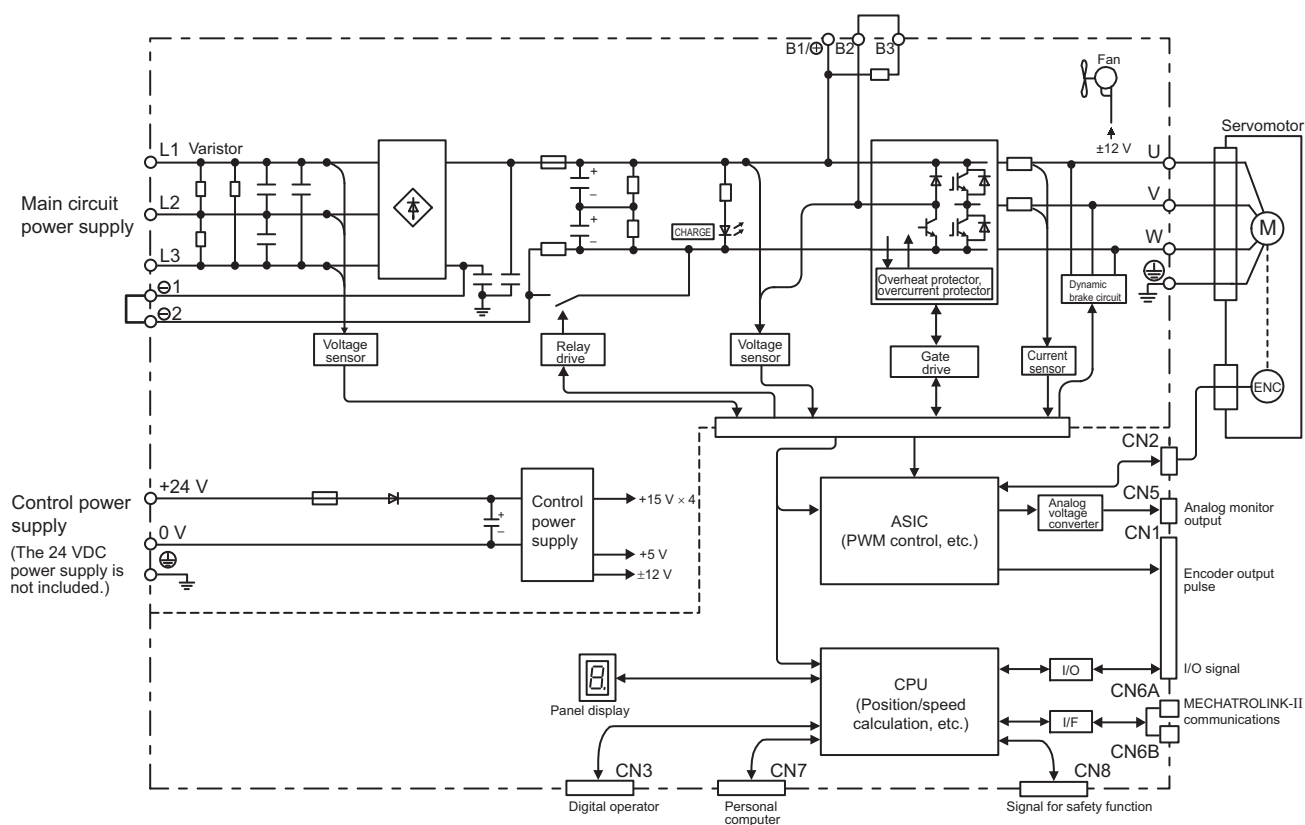 B1/⊕ B2 B3
Fan
±12 V
Servomotor
L1 Varistor
U
Main circuit
power supply
L2
V
CHARGE
W
M
L3
⊖1
⊖2
Overheat protector,
overcurrent protector
Dynamic
brake circuit
Voltage
sensor
Relay
drive
Voltage
sensor
Gate
drive
Current
sensor
ENC
CN2
Control power
supply
(The 24 VDC
power supply is
not included.)
+24 V
0 V
+
–
+
–
+
–
Control
power
supply
+15 V × 4
+5 V
±12 V
ASIC
(PWM control, etc.)
Analog
voltage
converter
CN5
Analog monitor
output
CN1
Encoder output
pulse
8.
Panel display
CPU
(Position/speed
calculation, etc.)
I/O
I/O signal
CN6A
I/F
MECHATROLINK-II
communications
CN6B
CN3
Digital operator
CN7
Personal
computer
CN8
Signal for safety function